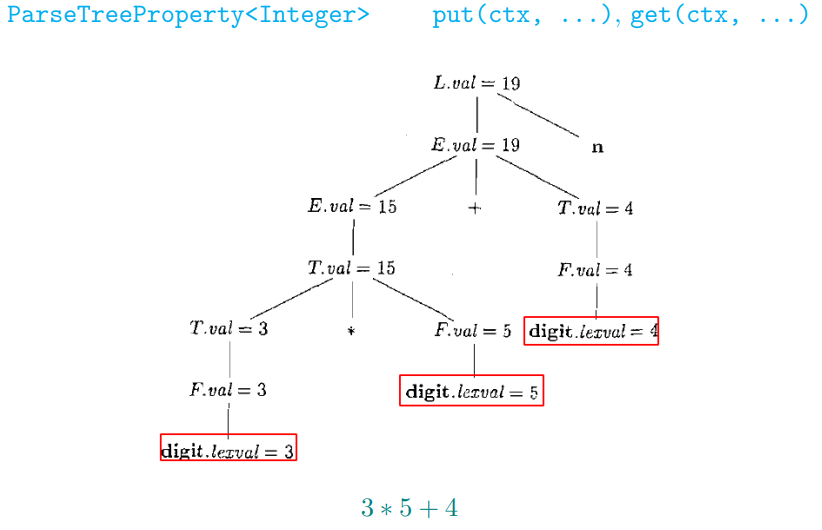 ParseTreeProperty<Integer> put(ctx, ...), get(ctx, ...)
L.val = 19
E.val = 19 n
E.val = 15 + T.val = 4
T.val = 15 F.val = 4
T.val = 3 * F.val = 5 digit.lexval = 4
F.val = 3 digit.lexval = 5
digit.lexval = 3
3 * 5 + 4